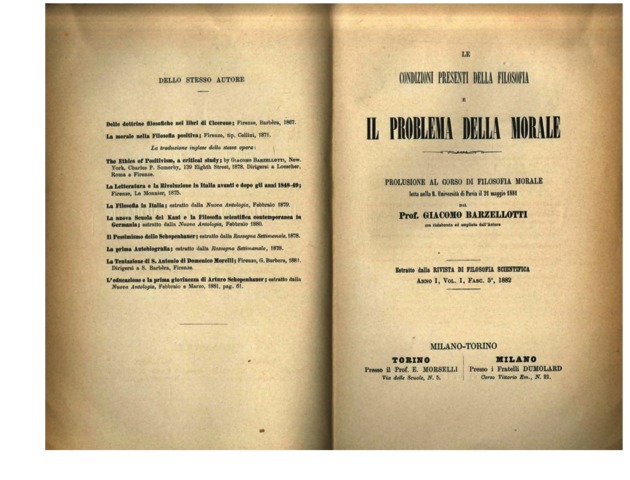 DELLO STESSO AUTORE
Delle dottrine filosofiche nei libri di Cicerone; Firenze, Barbèra, 1867.
La morale nella Filosofia positiva; Firenze, tip. Cellini, 1871.
La traduzione inglese della stessa opera:
The Ethics of Positivism, a critical study; by GIACOMO BARZELLOTTI, New
York, Charles P. Somerby, 139 Eighth Street, 1878. Dirigersi a Loescher,
Roma e Firenze.
La Letteratura e la Rivoluzione in Italia avanti e dopo gli anni 1848-49;
Firenze, Le Monnier, 1875.
La Filosofia in Italia; estratto dalla Nuova Antologia, Febbraio 1879.
La nuova Scuola del Kant e la Filosofia scientifica contemporanea in
Germania; estratto dalla Nuova Antologia, Febbraio 1880.
Il Pessimismo dello Schopenhauer; estratto dalla Rassegna Settimanale, 1878.
La prima Autobiografia; estratto dalla Rassegna Settimanale, 1878.
La Tentazione di S. Antonio di Domenico Morelli; Firenze, G. Barbera, 1881.
Dirigersi a S. Barbèra, Firenze.
L'educazione e la prima giovinezza di Arturo Schopenhauer; estratto dalla
Nuova Antologia, Febbraio e Marzo, 1881, pag. 61.
LE
CONDIZIONI PRESENTI DELLA FILOSOFIA
E
IL PROBLEMA DELLA MORALE
PROLUSIONE AL CORSO DI FILOSOFIA MORALE
letta nella R. Università di Pavia il 21 maggio 1881
DAL
Prof. GIACOMO BARZELLOTTI
ora rielaborata ed ampliata dall'Autore
Estratto dalla RIVISTA DI FILOSOFIA SCIENTIFICA
ANNO I, VOL. I, FASC. 5º, 1882
MILANO-TORINO
TORINO
Presso il Prof. E. MORSELLI
Via delle Scuole, N. 5.
MILANO
Presso i Fratelli DUMOLARD
Corso Vittorio Em., N. 21.